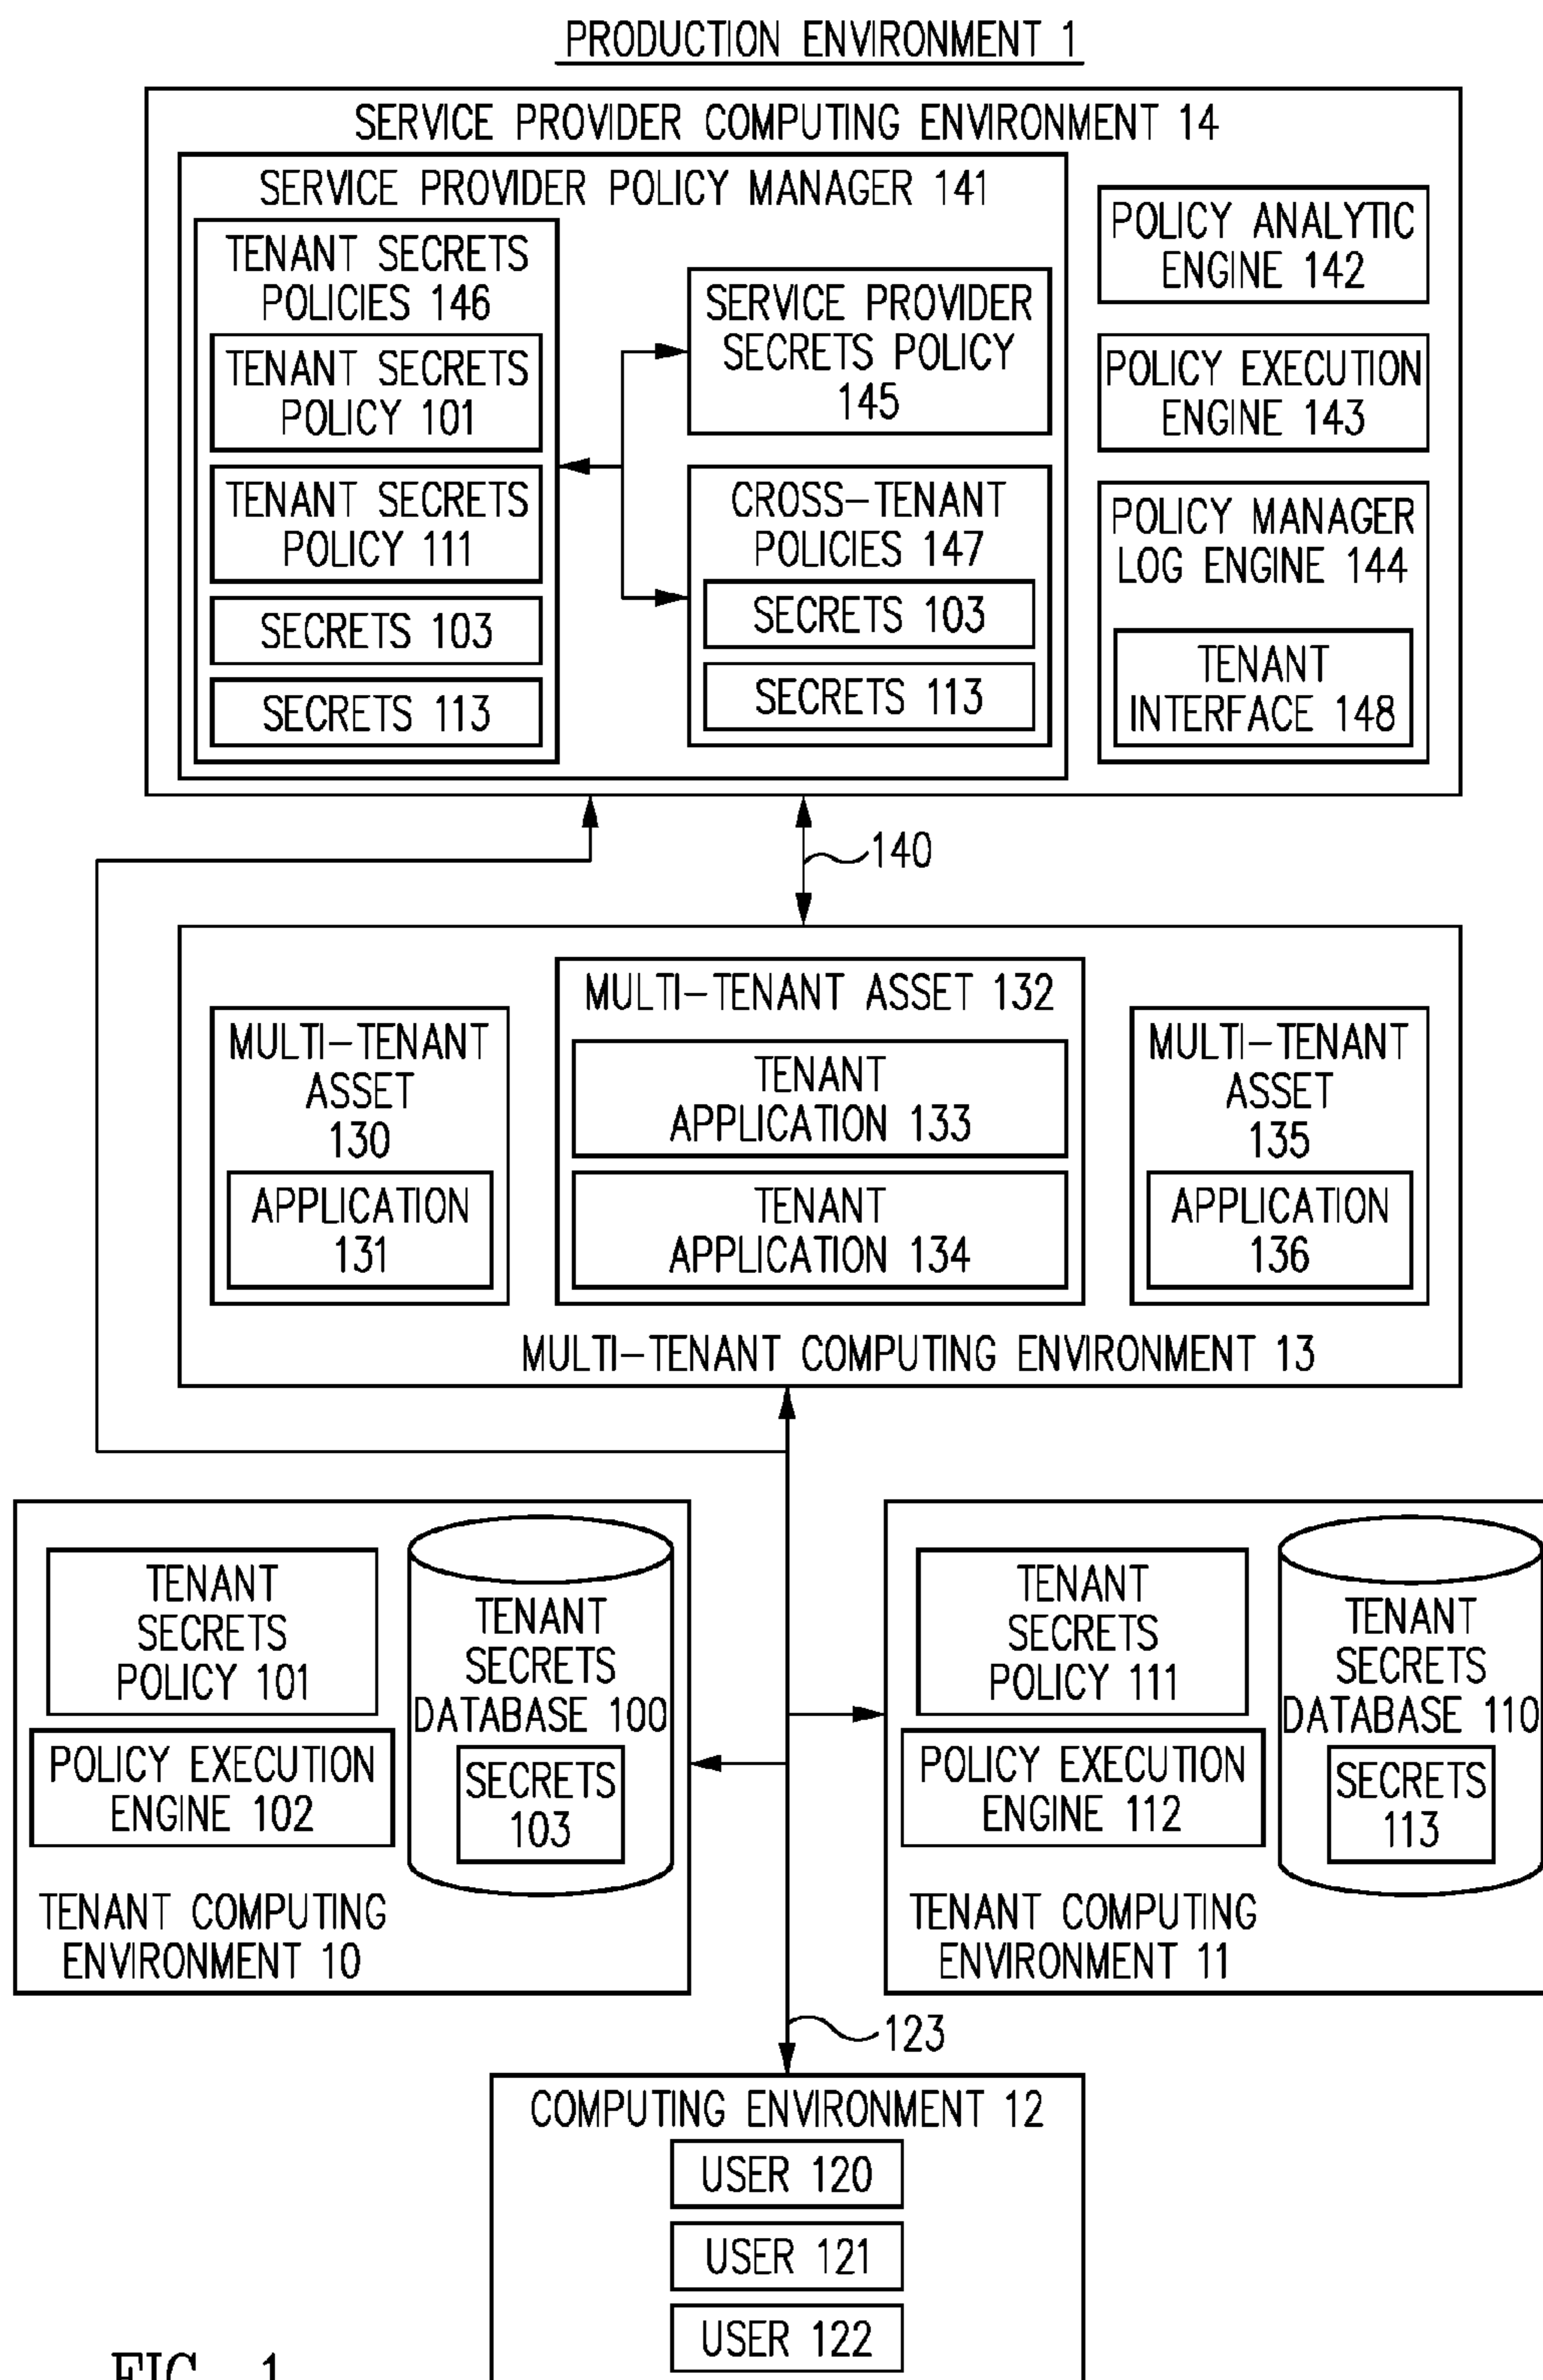 PRODUCTION ENVIRONMENT 1
SERVICE PROVIDER COMPUTING ENVIRONMENT 14
SERVICE PROVIDER POLICY MANAGER 141
TENANT SECRETS
POLICIES 146
TENANT SECRETS
POLICY 101
TENANT SECRETS
POLICY 111
SECRETS 103
SECRETS 113
SERVICE PROVIDER
SECRETS POLICY
145
CROSS-TENANT
POLICIES 147
SECRETS 103
SECRETS 113
POLICY ANALYTIC
ENGINE 142
POLICY EXECUTION
ENGINE 143
POLICY MANAGER
LOG ENGINE 144
TENANT
INTERFACE 148
140
MULTI-TENANT
ASSET
130
APPLICATION
131
MULTI-TENANT ASSET 132
TENANT
APPLICATION 133
TENANT
APPLICATION 134
MULTI-TENANT
ASSET
135
APPLICATION
136
MULTI-TENANT COMPUTING ENVIRONMENT 13
TENANT
SECRETS
POLICY 101
POLICY EXECUTION
ENGINE 102
TENANT
SECRETS
DATABASE 100
SECRETS
103
TENANT COMPUTING
ENVIRONMENT 10
TENANT
SECRETS
POLICY 111
POLICY EXECUTION
ENGINE 112
TENANT
SECRETS
DATABASE 110
SECRETS
113
TENANT COMPUTING
ENVIRONMENT 11
123
COMPUTING ENVIRONMENT 12
USER 120
USER 121
USER 122
FIG. 1